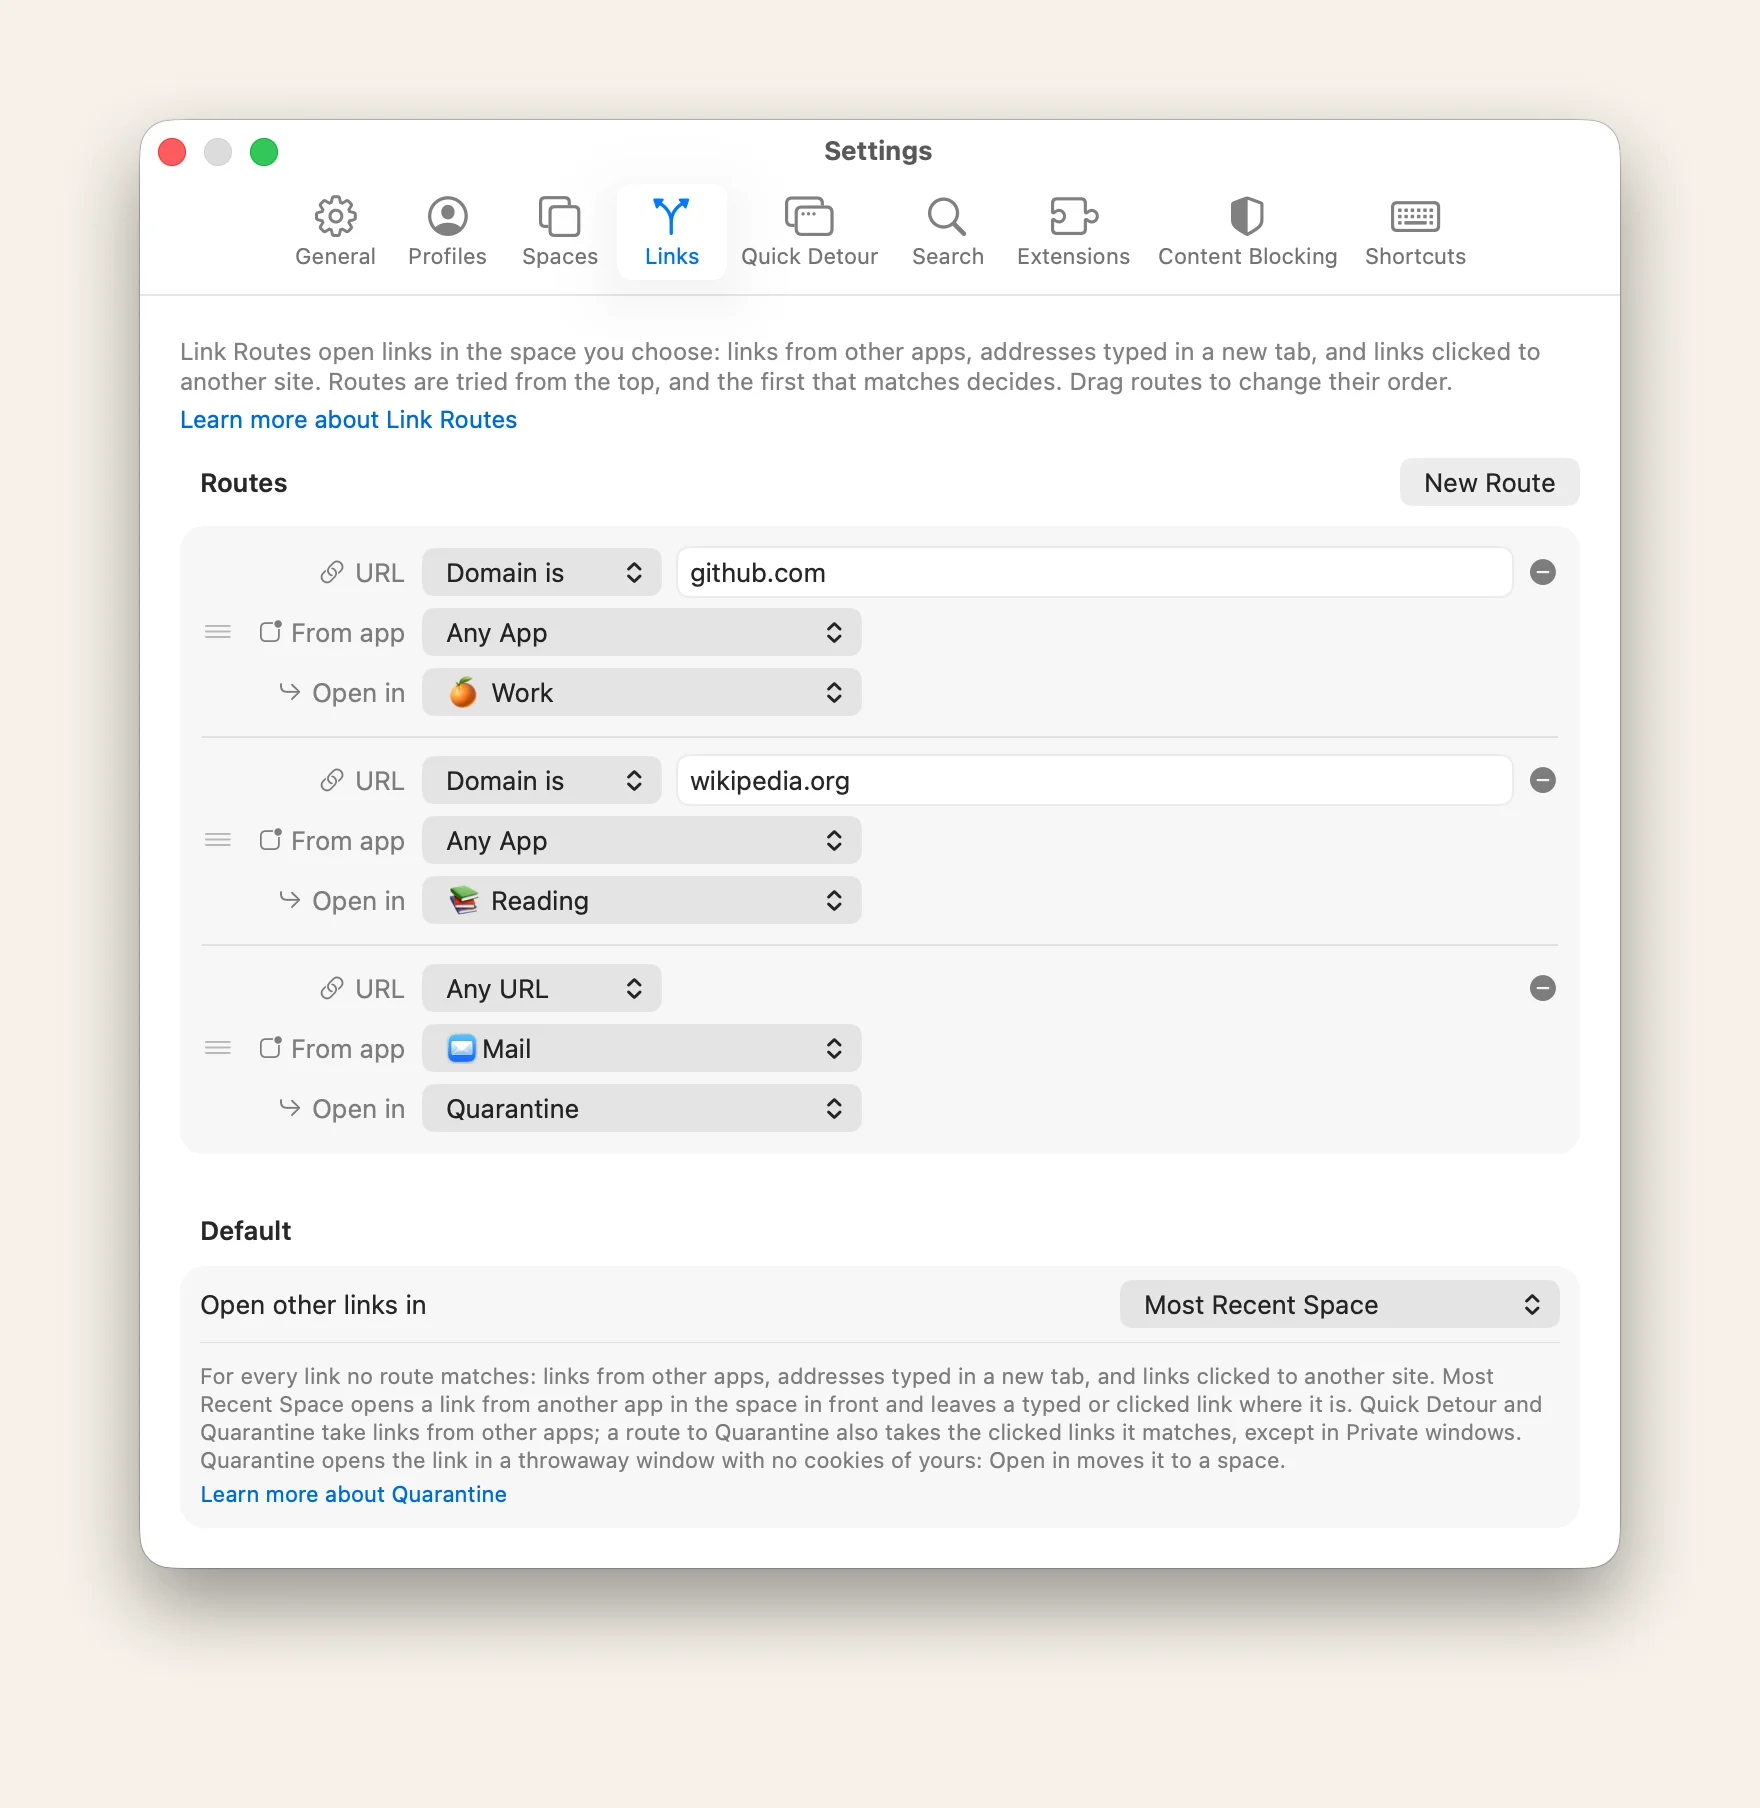 Settings
General
Profiles
Spaces
Links
Quick Detour
Search
Extensions
Content Blocking
Shortcuts
Link Routes open links in the space you choose: links from other apps, addresses typed in a new tab, and links clicked to
another site. Routes are tried from the top, and the first that matches decides. Drag routes to change their order.
Learn more about Link Routes
Routes
New Route
URL Domain is github.com
From app Any App
Open in Work
URL Domain is wikipedia.org
From app Any App
Open in Reading
URL Any URL
From app Mail
Open in Quarantine
Default
Open other links in Most Recent Space
For every link no route matches: links from other apps, addresses typed in a new tab, and links clicked to another site. Most
Recent Space opens a link from another app in the space in front and leaves a typed or clicked link where it is. Quick Detour and
Quarantine take links from other apps; a route to Quarantine also takes the clicked links it matches, except in Private windows.
Quarantine opens the link in a throwaway window with no cookies of yours: Open in moves it to a space.
Learn more about Quarantine